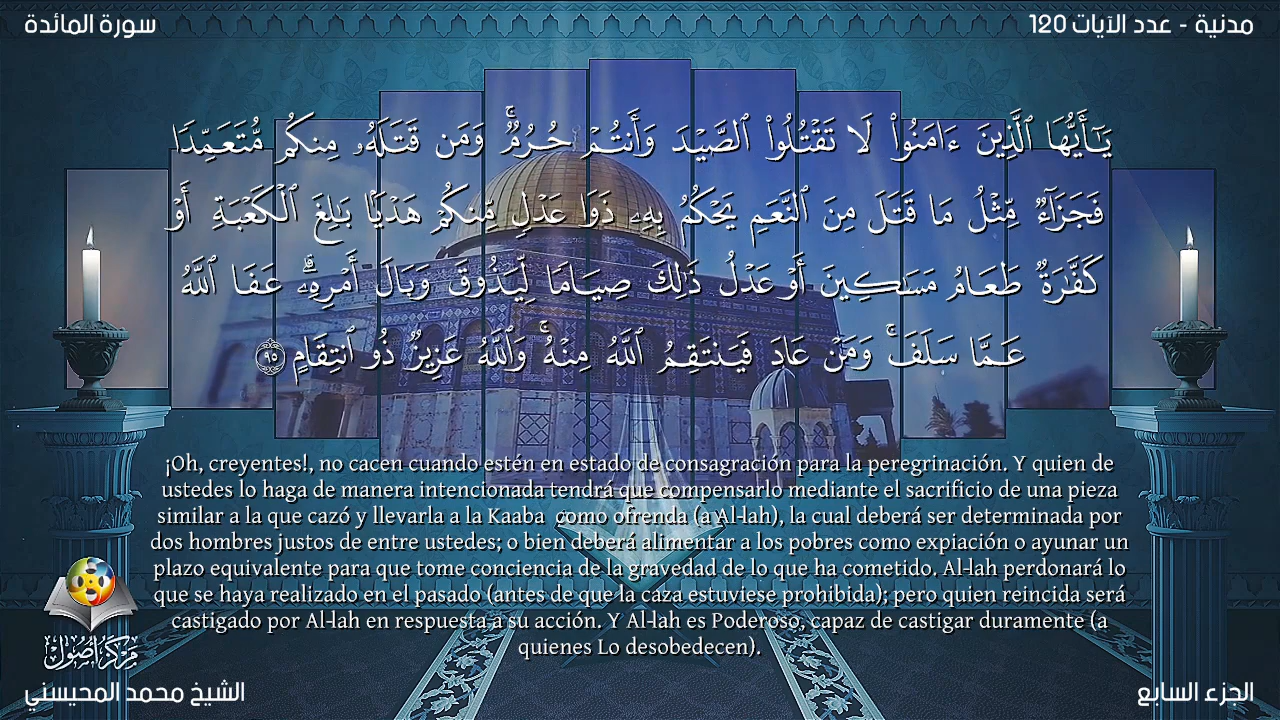 سورة المائدة
مدنية - عدد الآيات 120
يَـٰٓأَيُّهَا ٱلَّذِينَ ءَامَنُوا۟ لَا تَقْتُلُوا۟ ٱلصَّيْدَ وَأَنتُمْ حُرُمٌۭ ۚ وَمَن قَتَلَهُۥ مِنكُم مُّتَعَمِّدًۭا
فَجَزَآءٌۭ مِّثْلُ مَا قَتَلَ مِنَ ٱلنَّعَمِ يَحْكُمُ بِهِۦ ذَوَا عَدْلٍۢ مِّنكُمْ هَدْيًۢا بَـٰلِغَ ٱلْكَعْبَةِ أَوْ
كَفَّـٰرَةٌۭ طَعَامُ مَسَـٰكِينَ أَوْ عَدْلُ ذَٰلِكَ صِيَامًۭا لِّيَذُوقَ وَبَالَ أَمْرِهِۦ ۗ عَفَا ٱللَّهُ
عَمَّا سَلَفَ ۚ وَمَنْ عَادَ فَيَنتَقِمُ ٱللَّهُ مِنْهُ ۗ وَٱللَّهُ عَزِيزٌۭ ذُو ٱنتِقَامٍ ٩٥
¡Oh, creyentes!, no cacen cuando estén en estado de consagración para la peregrinación. Y quien de
ustedes lo haga de manera intencionada tendrá que compensarlo mediante el sacrificio de una pieza
similar a la que cazó y llevarla a la Kaaba como ofrenda (a Al-lah), la cual deberá ser determinada por
dos hombres justos de entre ustedes; o bien deberá alimentar a los pobres como expiación o ayunar un
plazo equivalente para que tome conciencia de la gravedad de lo que ha cometido. Al-lah perdonará lo
que se haya realizado en el pasado (antes de que la caza estuviese prohibida); pero quien reincida será
castigado por Al-lah en respuesta a su acción. Y Al-lah es Poderoso, capaz de castigar duramente (a
quienes Lo desobedecen).
مركز أصول
الشيخ محمد المحيسني
الجزء السابع